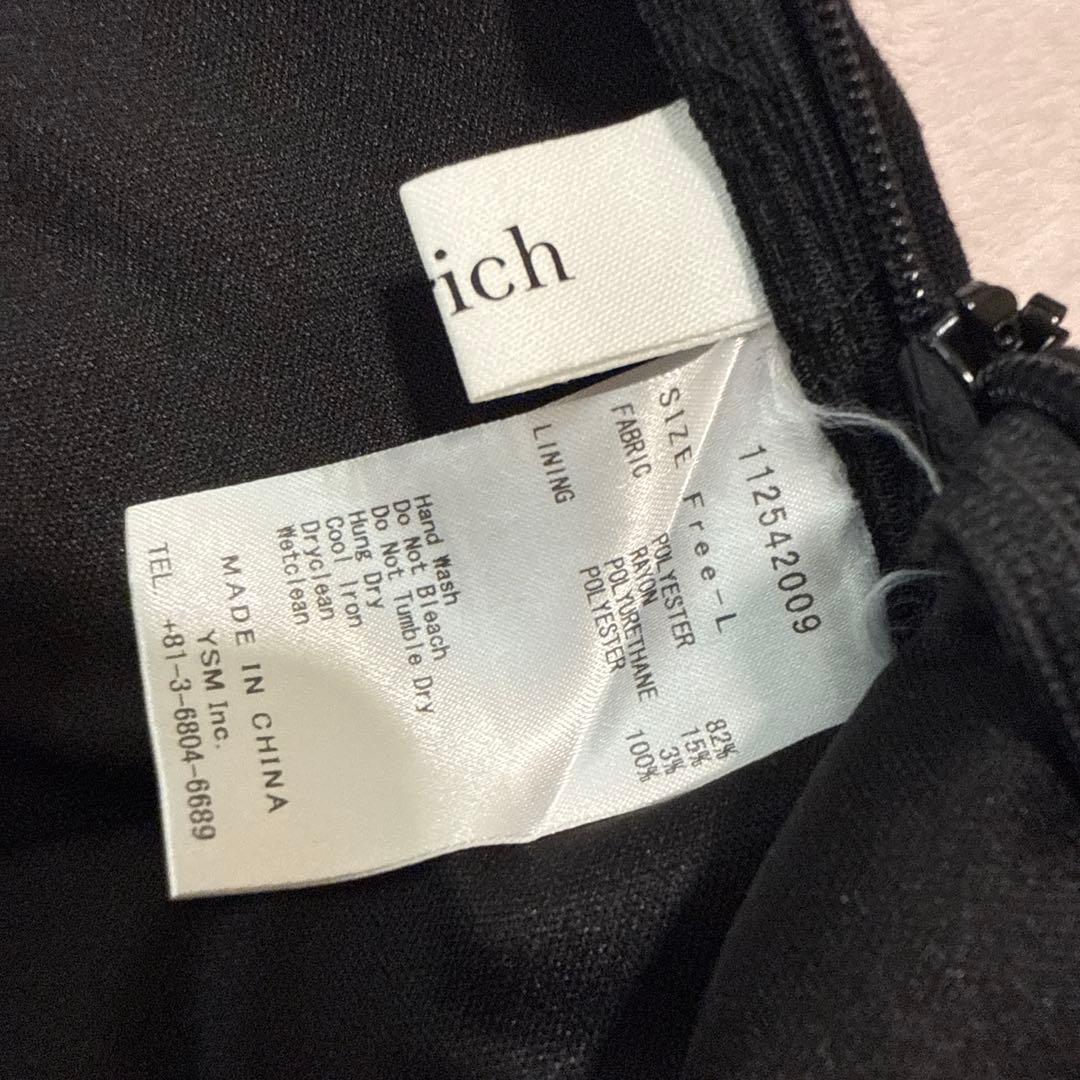 rich
112542009
SIZE Free-L
FABRIC POLYESTER 82%
RAYON 15%
POLYURETHANE 3%
LINING POLYESTER 100%
Hand Wash
Do Not Bleach
Do Not Tumble Dry
Hung Dry
Cool Iron
Dryclean
Wetclean
MADE IN CHINA
YSM Inc.
TEL +81-3-6804-6689